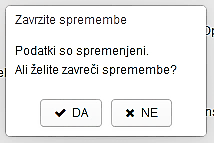 Zavrzite spremembe
Podatki so spremenjeni.
Ali želite zavreči spremembe?
DA
NE